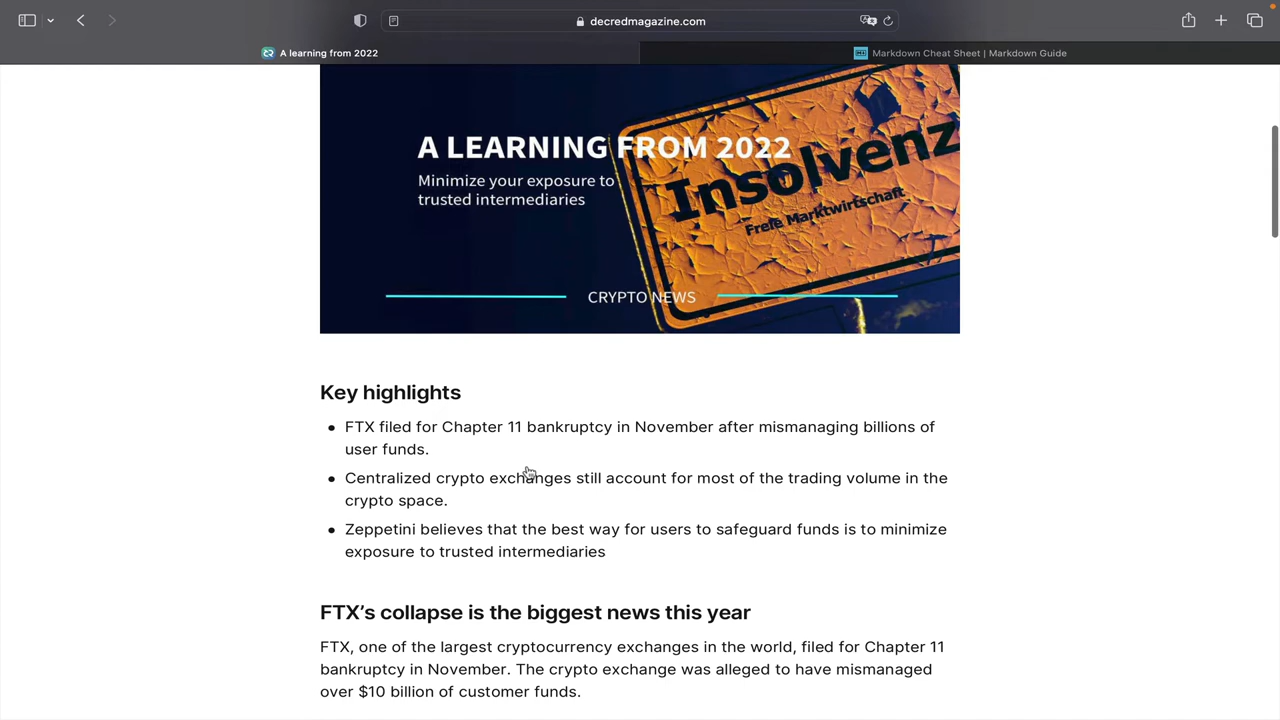 decredmagazine.com
A learning from 2022
Markdown Cheat Sheet | Markdown Guide
A LEARNING FROM 2022
Minimize your exposure to
trusted intermediaries
Insolvenz
Freie Marktwirtschaft
CRYPTO NEWS
Key highlights
• FTX filed for Chapter 11 bankruptcy in November after mismanaging billions of
user funds.
• Centralized crypto exchanges still account for most of the trading volume in the
crypto space.
• Zeppetini believes that the best way for users to safeguard funds is to minimize
exposure to trusted intermediaries
FTX’s collapse is the biggest news this year
FTX, one of the largest cryptocurrency exchanges in the world, filed for Chapter 11
bankruptcy in November. The crypto exchange was alleged to have mismanaged
over $10 billion of customer funds.